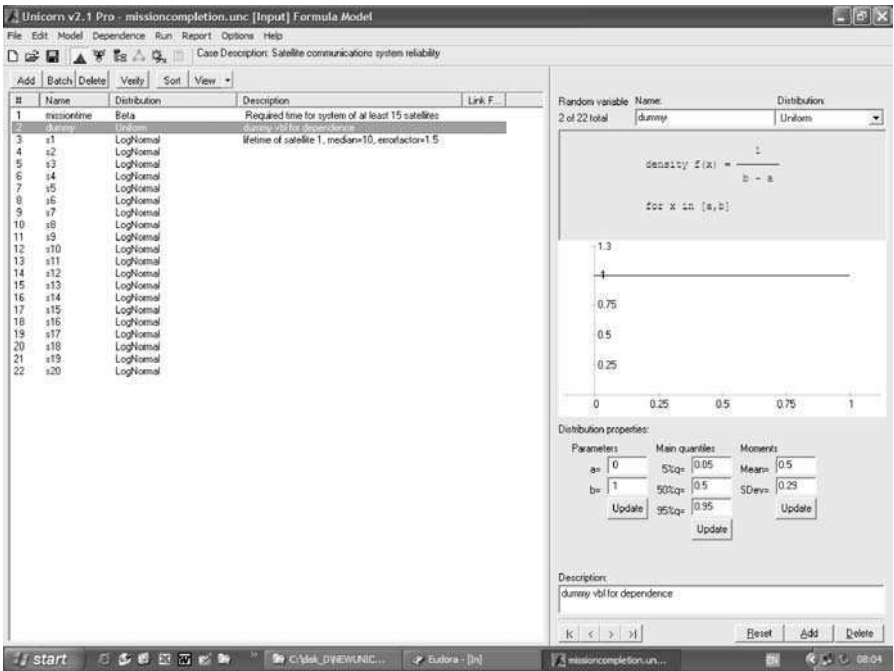 Unicorn v2.1 Pro - missioncompletion.unc [Input] Formula Model
File Edit Model Dependence Run Report Options Help
Case Description: Satellite communications system reliability
Add Batch Delete Verify Sort View
# Name Distribution Description Link F...
1 missiontime Beta Required time for system of at least 15 satellites
2 dummy Uniform dummy vbl for dependence
3 s1 LogNormal lifetime of satellite 1, median=10, errorfactor=1.5
4 s2 LogNormal
5 s3 LogNormal
6 s4 LogNormal
7 s5 LogNormal
8 s6 LogNormal
9 s7 LogNormal
10 s8 LogNormal
11 s9 LogNormal
12 s10 LogNormal
13 s11 LogNormal
14 s12 LogNormal
15 s13 LogNormal
16 s14 LogNormal
17 s15 LogNormal
18 s16 LogNormal
19 s17 LogNormal
20 s18 LogNormal
21 s19 LogNormal
22 s20 LogNormal
Random variable Name: Distribution:
2 of 22 total dummy Uniform
density f(x) = 1
b - a
for x in [a,b]
1.3
1
0.75
0.5
0.25
0 0.25 0.5 0.75 1
Distribution properties:
Parameters Main quantiles Moments
a= 0 5%q= 0.05 Mean= 0.5
b= 1 50%q= 0.5 SDev= 0.29
Update 95%q= 0.95 Update
Update
Description:
dummy vbl for dependence
Reset Add Delete
start C:\disk_D\NEWUNIC... Eudora - [In] missioncompletion.un... EN 08:04